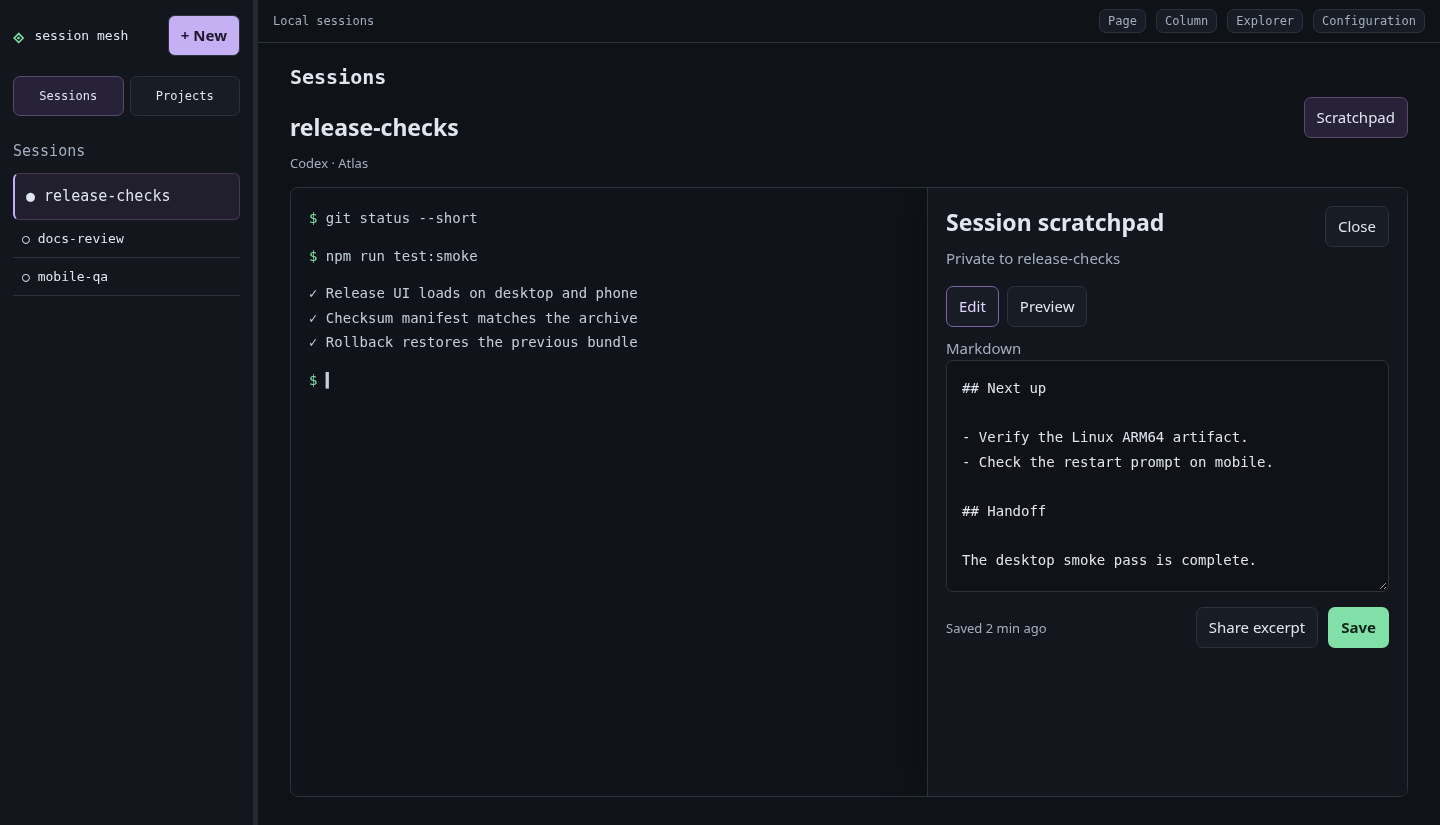 session mesh
+ New
Sessions
Projects
Sessions
release-checks
docs-review
mobile-qa
Local sessions
Page
Column
Explorer
Configuration
Sessions
release-checks
Codex · Atlas
Scratchpad
$ git status --short
$ npm run test:smoke
✓ Release UI loads on desktop and phone
✓ Checksum manifest matches the archive
✓ Rollback restores the previous bundle
$
Session scratchpad
Close
Private to release-checks
Edit
Preview
Markdown
## Next up
- Verify the Linux ARM64 artifact.
- Check the restart prompt on mobile.
## Handoff
The desktop smoke pass is complete.
Saved 2 min ago
Share excerpt
Save